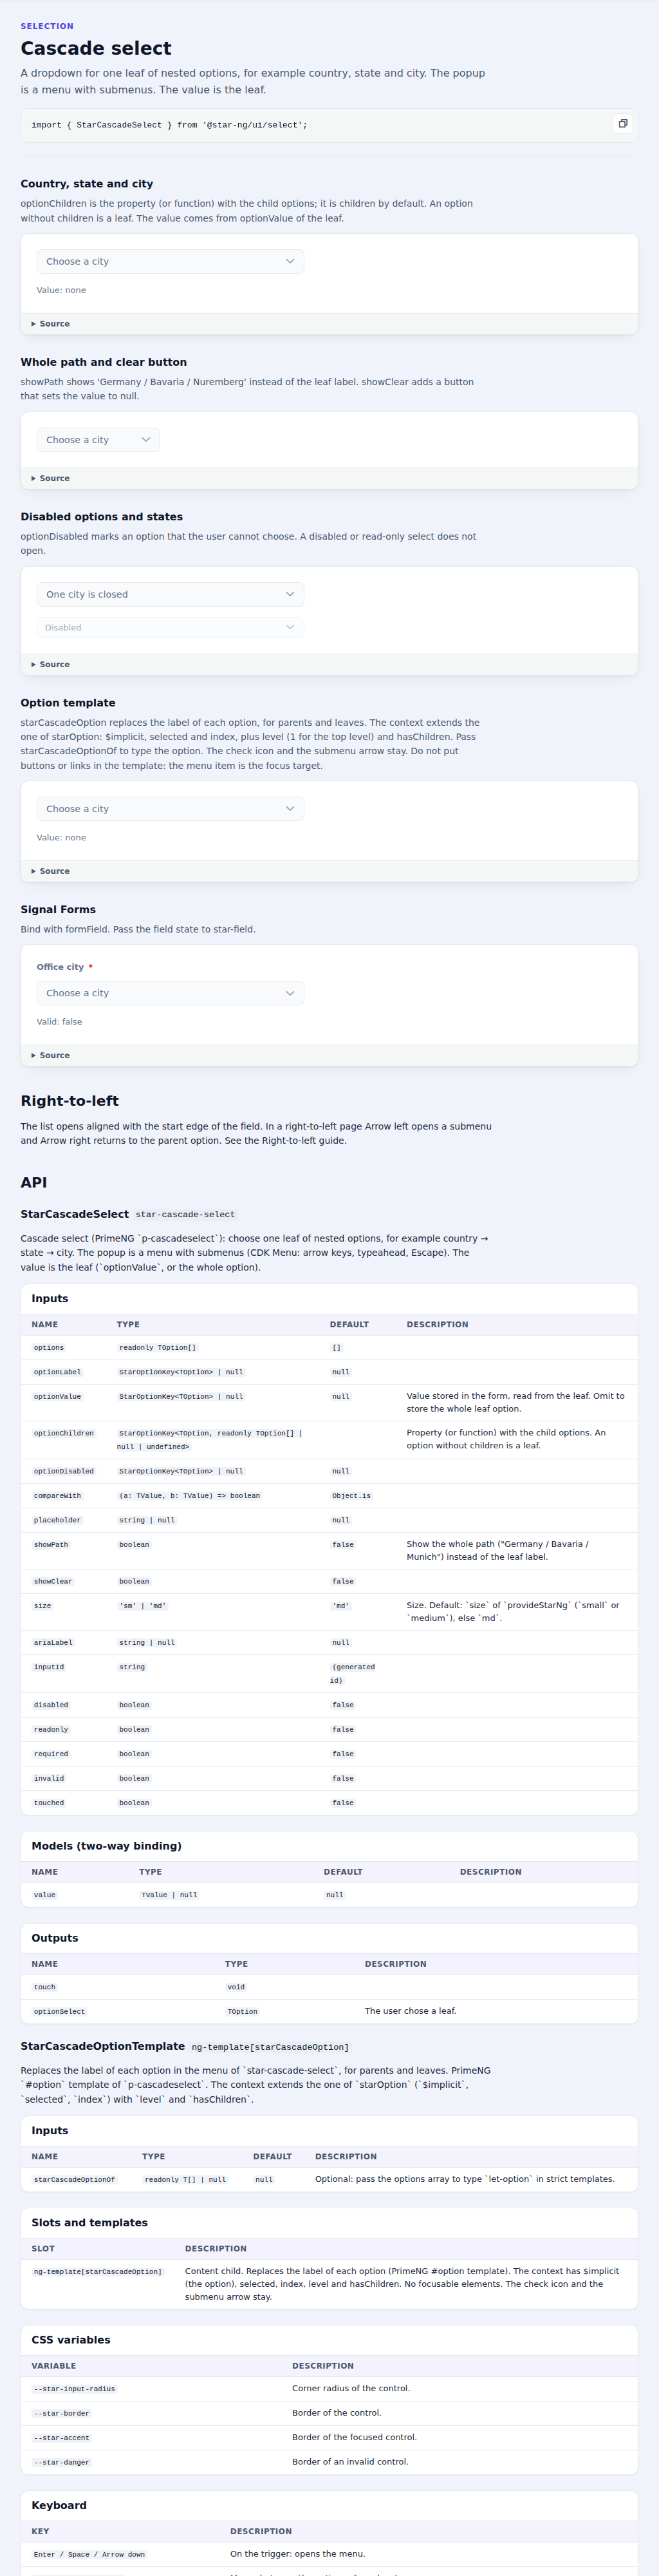 SELECTION
Cascade select
A dropdown for one leaf of nested options, for example country, state and city. The popup
is a menu with submenus. The value is the leaf.
import { StarCascadeSelect } from '@star-ng/ui/select';
Country, state and city
optionChildren is the property (or function) with the child options; it is children by default. An option
without children is a leaf. The value comes from optionValue of the leaf.
Choose a city
Value: none
Source
Whole path and clear button
showPath shows 'Germany / Bavaria / Nuremberg' instead of the leaf label. showClear adds a button
that sets the value to null.
Choose a city
Source
Disabled options and states
optionDisabled marks an option that the user cannot choose. A disabled or read-only select does not
open.
One city is closed
Disabled
Source
Option template
starCascadeOption replaces the label of each option, for parents and leaves. The context extends the
one of starOption: $implicit, selected and index, plus level (1 for the top level) and hasChildren. Pass
starCascadeOptionOf to type the option. The check icon and the submenu arrow stay. Do not put
buttons or links in the template: the menu item is the focus target.
Choose a city
Value: none
Source
Signal Forms
Bind with formField. Pass the field state to star-field.
Office city *
Choose a city
Valid: false
Source
Right-to-left
The list opens aligned with the start edge of the field. In a right-to-left page Arrow left opens a submenu
and Arrow right returns to the parent option. See the Right-to-left guide.
API
StarCascadeSelect star-cascade-select
Cascade select (PrimeNG `p-cascadeselect`): choose one leaf of nested options, for example country →
state → city. The popup is a menu with submenus (CDK Menu: arrow keys, typeahead, Escape). The
value is the leaf (`optionValue`, or the whole option).
Inputs
NAME TYPE DEFAULT DESCRIPTION
options readonly TOption[] []
optionLabel StarOptionKey<TOption> | null null
optionValue StarOptionKey<TOption> | null null Value stored in the form, read from the leaf. Omit to
store the whole leaf option.
optionChildren StarOptionKey<TOption, readonly TOption[] | Property (or function) with the child options. An
null | undefined> option without children is a leaf.
optionDisabled StarOptionKey<TOption> | null null
compareWith (a: TValue, b: TValue) => boolean Object.is
placeholder string | null null
showPath boolean false Show the whole path ("Germany / Bavaria /
Munich") instead of the leaf label.
showClear boolean false
size 'sm' | 'md' 'md' Size. Default: `size` of `provideStarNg` (`small` or
`medium`), else `md`.
ariaLabel string | null null
inputId string (generated
id)
disabled boolean false
readonly boolean false
required boolean false
invalid boolean false
touched boolean false
Models (two-way binding)
NAME TYPE DEFAULT DESCRIPTION
value TValue | null null
Outputs
NAME TYPE DESCRIPTION
touch void
optionSelect TOption The user chose a leaf.
StarCascadeOptionTemplate ng-template[starCascadeOption]
Replaces the label of each option in the menu of `star-cascade-select`, for parents and leaves. PrimeNG
`#option` template of `p-cascadeselect`. The context extends the one of `starOption` (`$implicit`,
`selected`, `index`) with `level` and `hasChildren`.
Inputs
NAME TYPE DEFAULT DESCRIPTION
starCascadeOptionOf readonly T[] | null null Optional: pass the options array to type `let-option` in strict templates.
Slots and templates
SLOT DESCRIPTION
ng-template[starCascadeOption] Content child. Replaces the label of each option (PrimeNG #option template). The context has $implicit
(the option), selected, index, level and hasChildren. No focusable elements. The check icon and the
submenu arrow stay.
CSS variables
VARIABLE DESCRIPTION
--star-input-radius Corner radius of the control.
--star-border Border of the control.
--star-accent Border of the focused control.
--star-danger Border of an invalid control.
Keyboard
KEY DESCRIPTION
Enter / Space / Arrow down On the trigger: opens the menu.